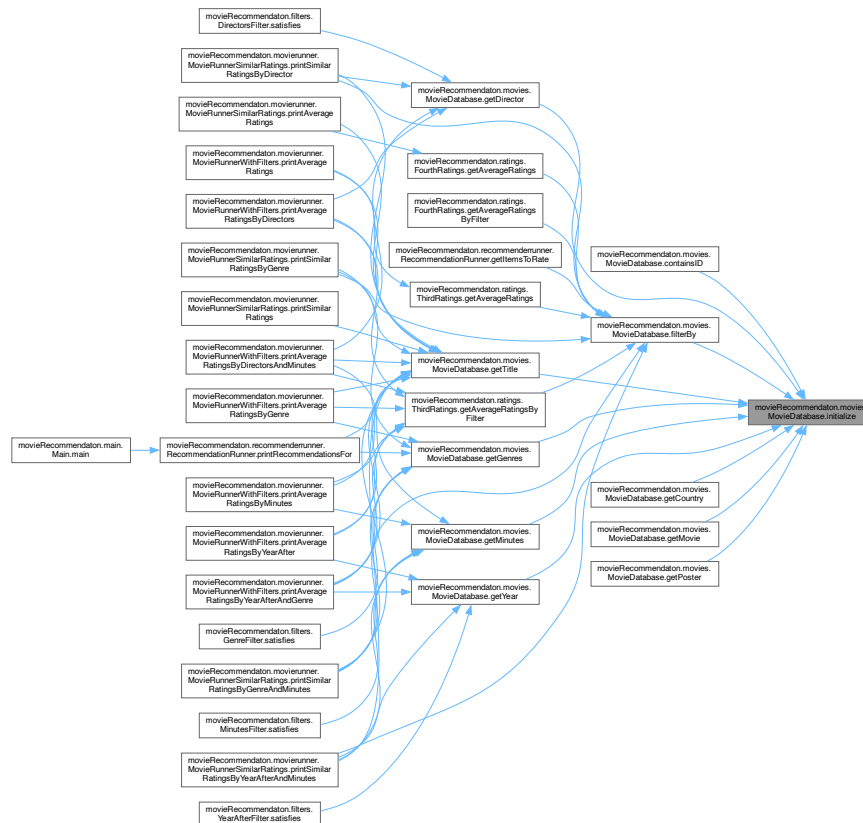 movieRecommendaton.filters.
DirectorsFilter.satisfies
movieRecommendaton.movierunner.
MovieRunnerSimilarRatings.printSimilar
RatingsByDirector
movieRecommendaton.movierunner.
MovieRunnerSimilarRatings.printAverage
Ratings
movieRecommendaton.movierunner.
MovieRunnerWithFilters.printAverage
Ratings
movieRecommendaton.movierunner.
MovieRunnerWithFilters.printAverage
RatingsByDirectors
movieRecommendaton.movierunner.
MovieRunnerSimilarRatings.printSimilar
RatingsByGenre
movieRecommendaton.movierunner.
MovieRunnerSimilarRatings.printSimilar
Ratings
movieRecommendaton.movierunner.
MovieRunnerWithFilters.printAverage
RatingsByDirectorsAndMinutes
movieRecommendaton.movierunner.
MovieRunnerWithFilters.printAverage
RatingsByGenre
movieRecommendaton.main.
Main.main
movieRecommendaton.recommenderrunner.
RecommendationRunner.printRecommendationsFor
movieRecommendaton.movierunner.
MovieRunnerWithFilters.printAverage
RatingsByMinutes
movieRecommendaton.movierunner.
MovieRunnerWithFilters.printAverage
RatingsByYearAfter
movieRecommendaton.movierunner.
MovieRunnerWithFilters.printAverage
RatingsByYearAfterAndGenre
movieRecommendaton.filters.
GenreFilter.satisfies
movieRecommendaton.movierunner.
MovieRunnerSimilarRatings.printSimilar
RatingsByGenreAndMinutes
movieRecommendaton.filters.
MinutesFilter.satisfies
movieRecommendaton.movierunner.
MovieRunnerSimilarRatings.printSimilar
RatingsByYearAfterAndMinutes
movieRecommendaton.filters.
YearAfterFilter.satisfies
movieRecommendaton.movies.
MovieDatabase.getDirector
movieRecommendaton.ratings.
FourthRatings.getAverageRatings
movieRecommendaton.ratings.
FourthRatings.getAverageRatings
ByFilter
movieRecommendaton.recommenderrunner.
RecommendationRunner.getItemsToRate
movieRecommendaton.ratings.
ThirdRatings.getAverageRatings
movieRecommendaton.movies.
MovieDatabase.getTitle
movieRecommendaton.ratings.
ThirdRatings.getAverageRatingsBy
Filter
movieRecommendaton.movies.
MovieDatabase.getGenres
movieRecommendaton.movies.
MovieDatabase.getMinutes
movieRecommendaton.movies.
MovieDatabase.getYear
movieRecommendaton.movies.
MovieDatabase.containsID
movieRecommendaton.movies.
MovieDatabase.filterBy
movieRecommendaton.movies.
MovieDatabase.getCountry
movieRecommendaton.movies.
MovieDatabase.getMovie
movieRecommendaton.movies.
MovieDatabase.getPoster
movieRecommendaton.movies.
MovieDatabase.initialize